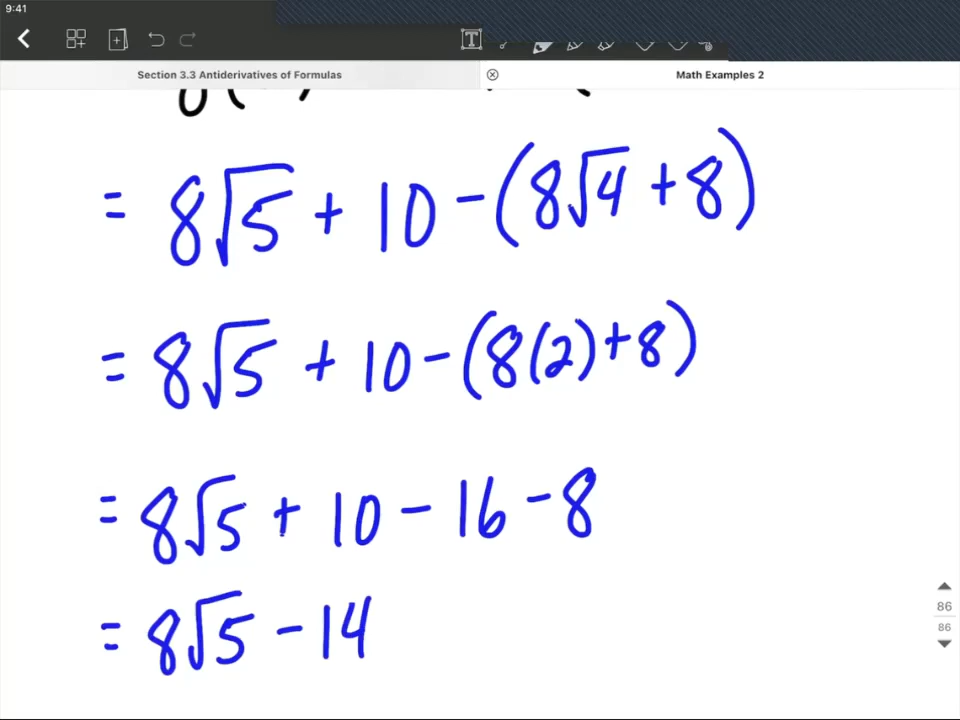 9:41
T
Section 3.3 Antiderivatives of Formulas
Math Examples 2
= 8√5 + 10 - (8√4 + 8)
= 8√5 + 10 - (8(2) + 8)
= 8√5 + 10 - 16 - 8
= 8√5 - 14
86
86